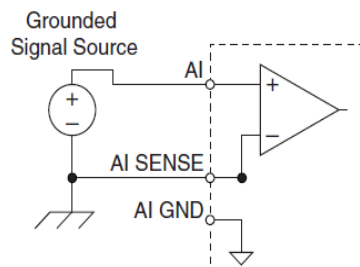 Grounded
Signal Source
AI
+
−
+
−
AI SENSE
AI GND